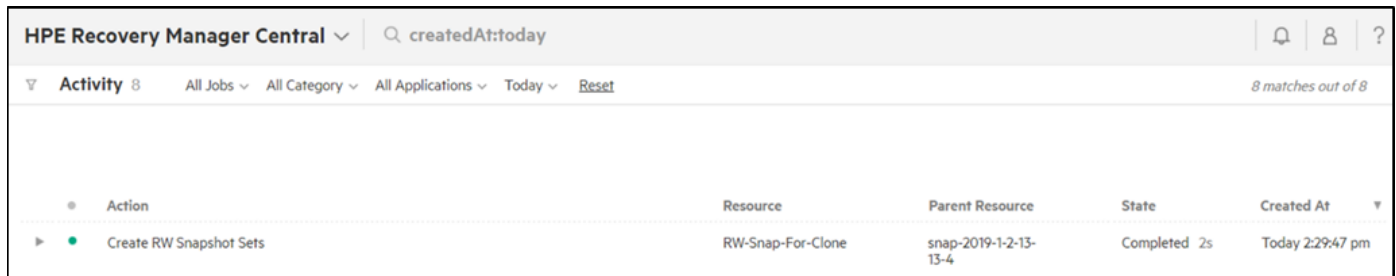 HPE Recovery Manager Central createdAt:today ?
Activity 8 All Jobs All Category All Applications Today Reset 8 matches out of 8
Action Resource Parent Resource State Created At
Create RW Snapshot Sets RW-Snap-For-Clone snap-2019-1-2-13- Completed 2s Today 2:29:47 pm
13-4